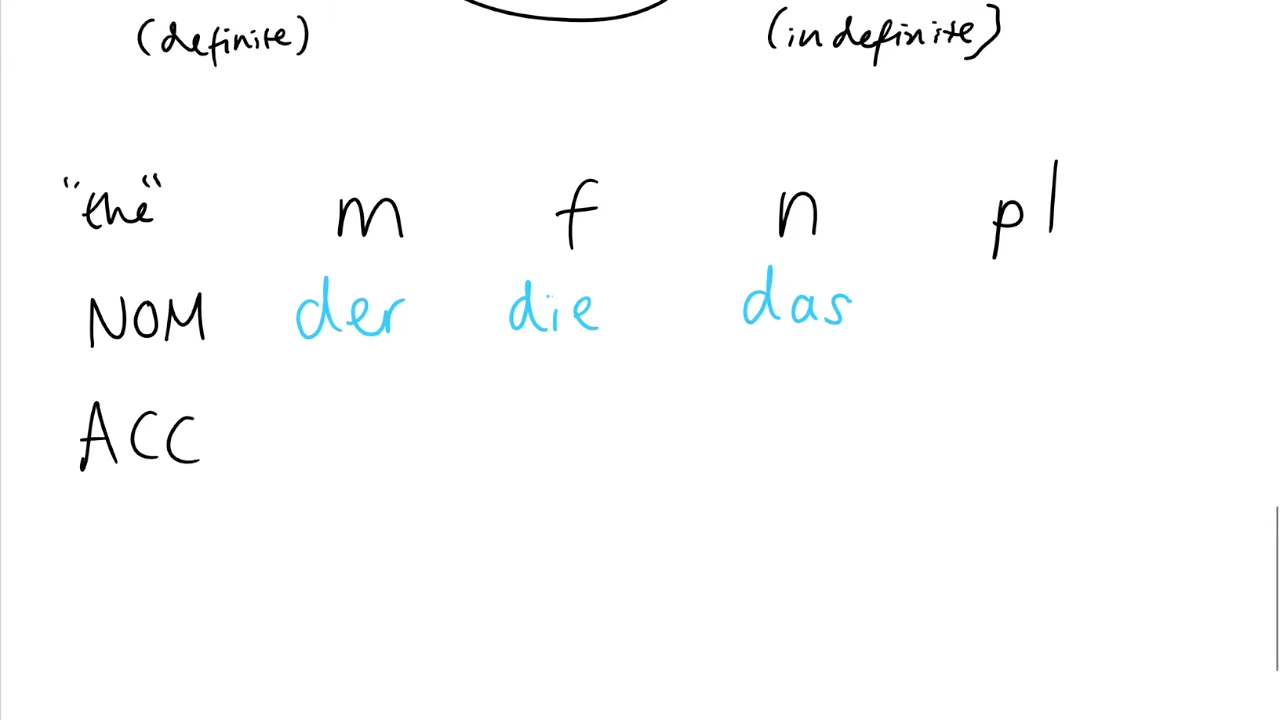 (definite) (indefinite)
"the" m f n pl
NOM der die das
ACC